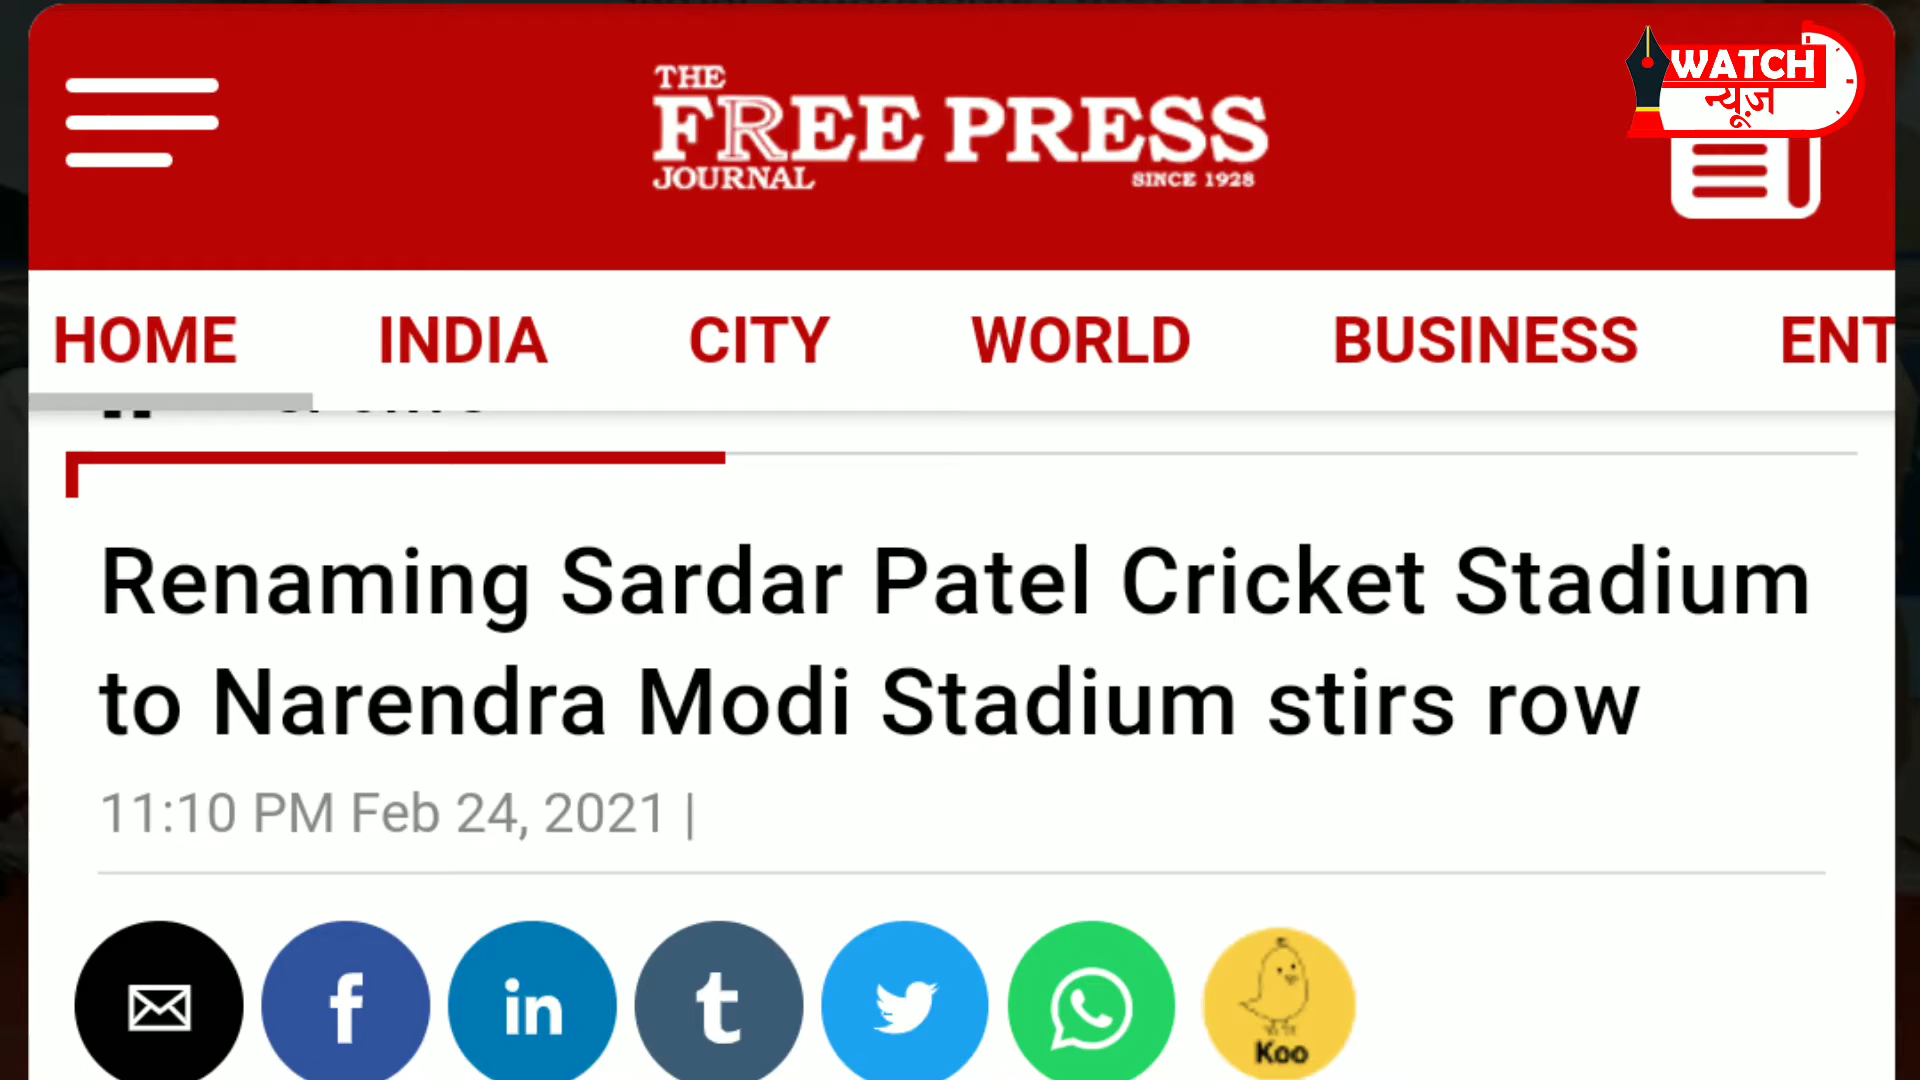 WATCH
न्यूज़
THE
FREE PRESS
JOURNAL
SINCE 1928
HOME INDIA CITY WORLD BUSINESS ENT
Renaming Sardar Patel Cricket Stadium
to Narendra Modi Stadium stirs row
11:10 PM Feb 24, 2021 |
f in t
Koo